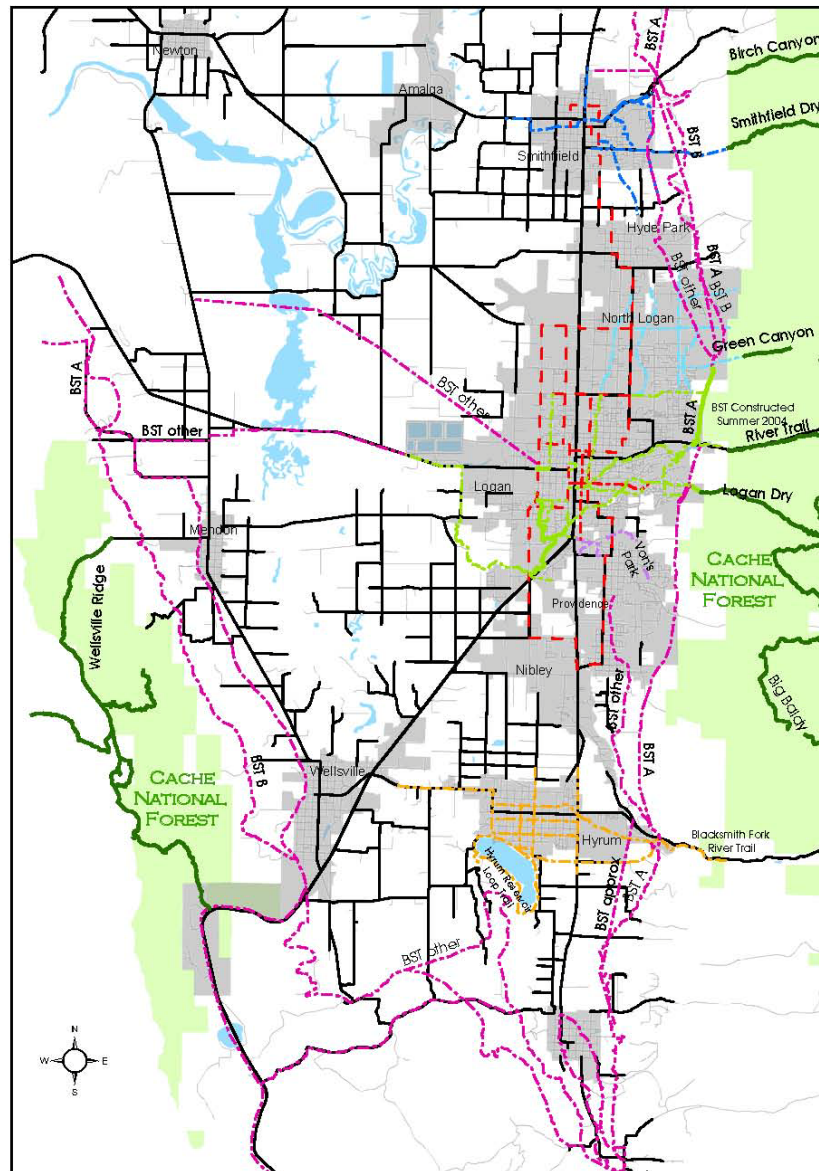 Newton
BST A
Birch Canyon
Amalga
Smithfield Dry
BST B
Smithfield
Hyde Park
BST A
BST B
BST other
North Logan
Green Canyon
BST A
BST other
BST A
BST Constructed
Summer 2004
BST other
River Trail
Logan
Logan Dry
Mendon
Von's
Park
CACHE
NATIONAL
FOREST
Wellsville Ridge
Providence
Nibley
BST other
Big Baldy
BST B
BST A
Wellsville
CACHE
NATIONAL
FOREST
Hyrum
Blacksmith Fork
River Trail
Hyrum Reservoir
Loop Trail
BST approx
BST A
BST other
N
W
E
S